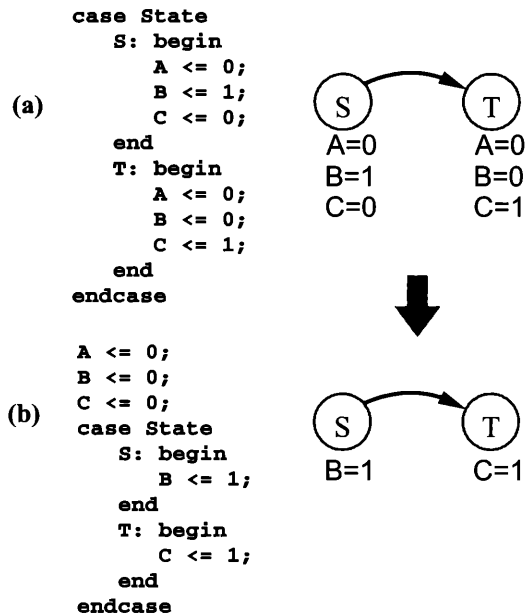 case State
S: begin
A <= 0;
B <= 1;
C <= 0;
end
T: begin
A <= 0;
B <= 0;
C <= 1;
end
endcase
(a)
S T
A=0 A=0
B=1 B=0
C=0 C=1
A <= 0;
B <= 0;
C <= 0;
case State
S: begin
B <= 1;
end
T: begin
C <= 1;
end
endcase
(b)
S T
B=1 C=1